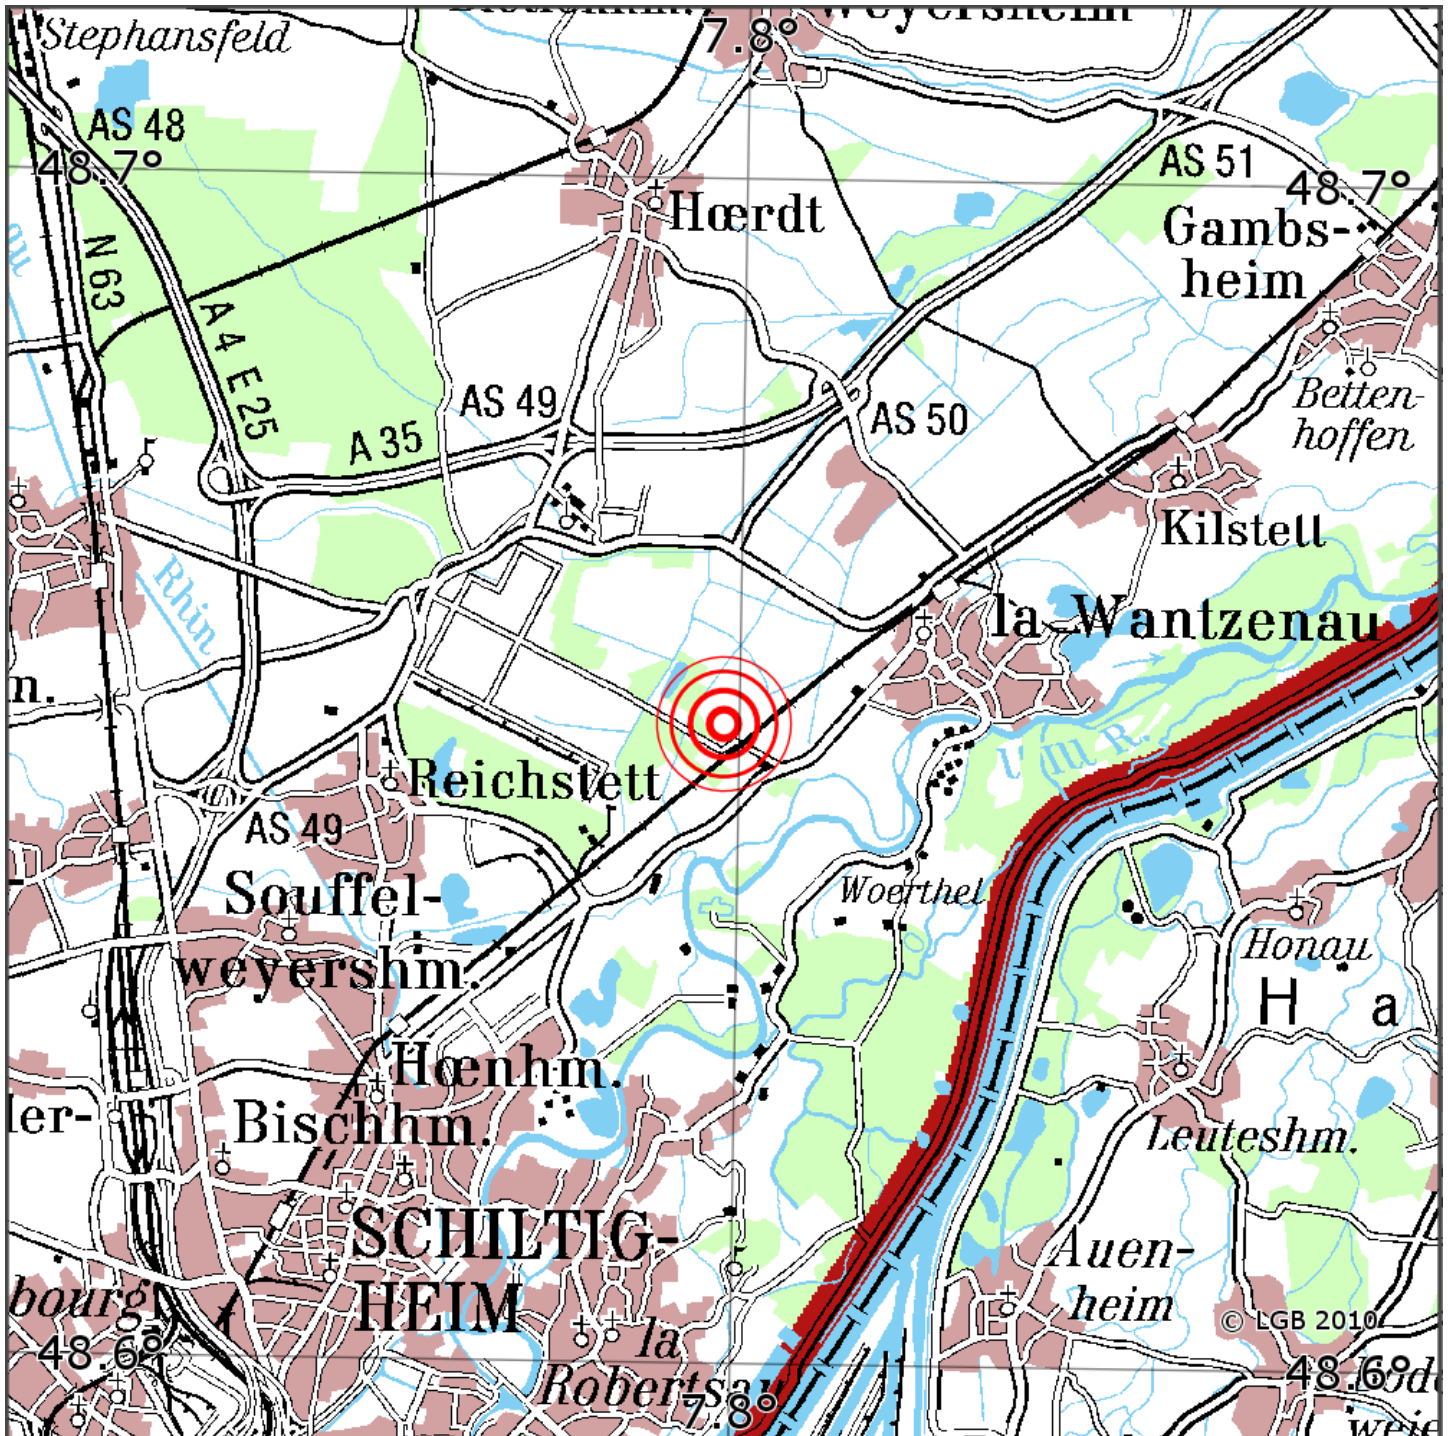 Stephansfeld
7.8°
Weyersheim
AS 48
48.7°
AS 51
48.7°
Hœrdt
Gambs-
heim
N 63
A 4 E 25
AS 49
A 35
AS 50
Betten-
hoffen
Kilstett
Rhin
la Wantzenau
m.
Ill R.
Reichstett
AS 49
Souffel-
weyershm.
Woerthel
Honau
H a
Hœnhm.
Bischhm.
Leuteshm.
SCHILTIG-
HEIM
Auen-
heim
bourg
© LGB 2010
48.6°
la
Robertsau
48.6°
7.8°